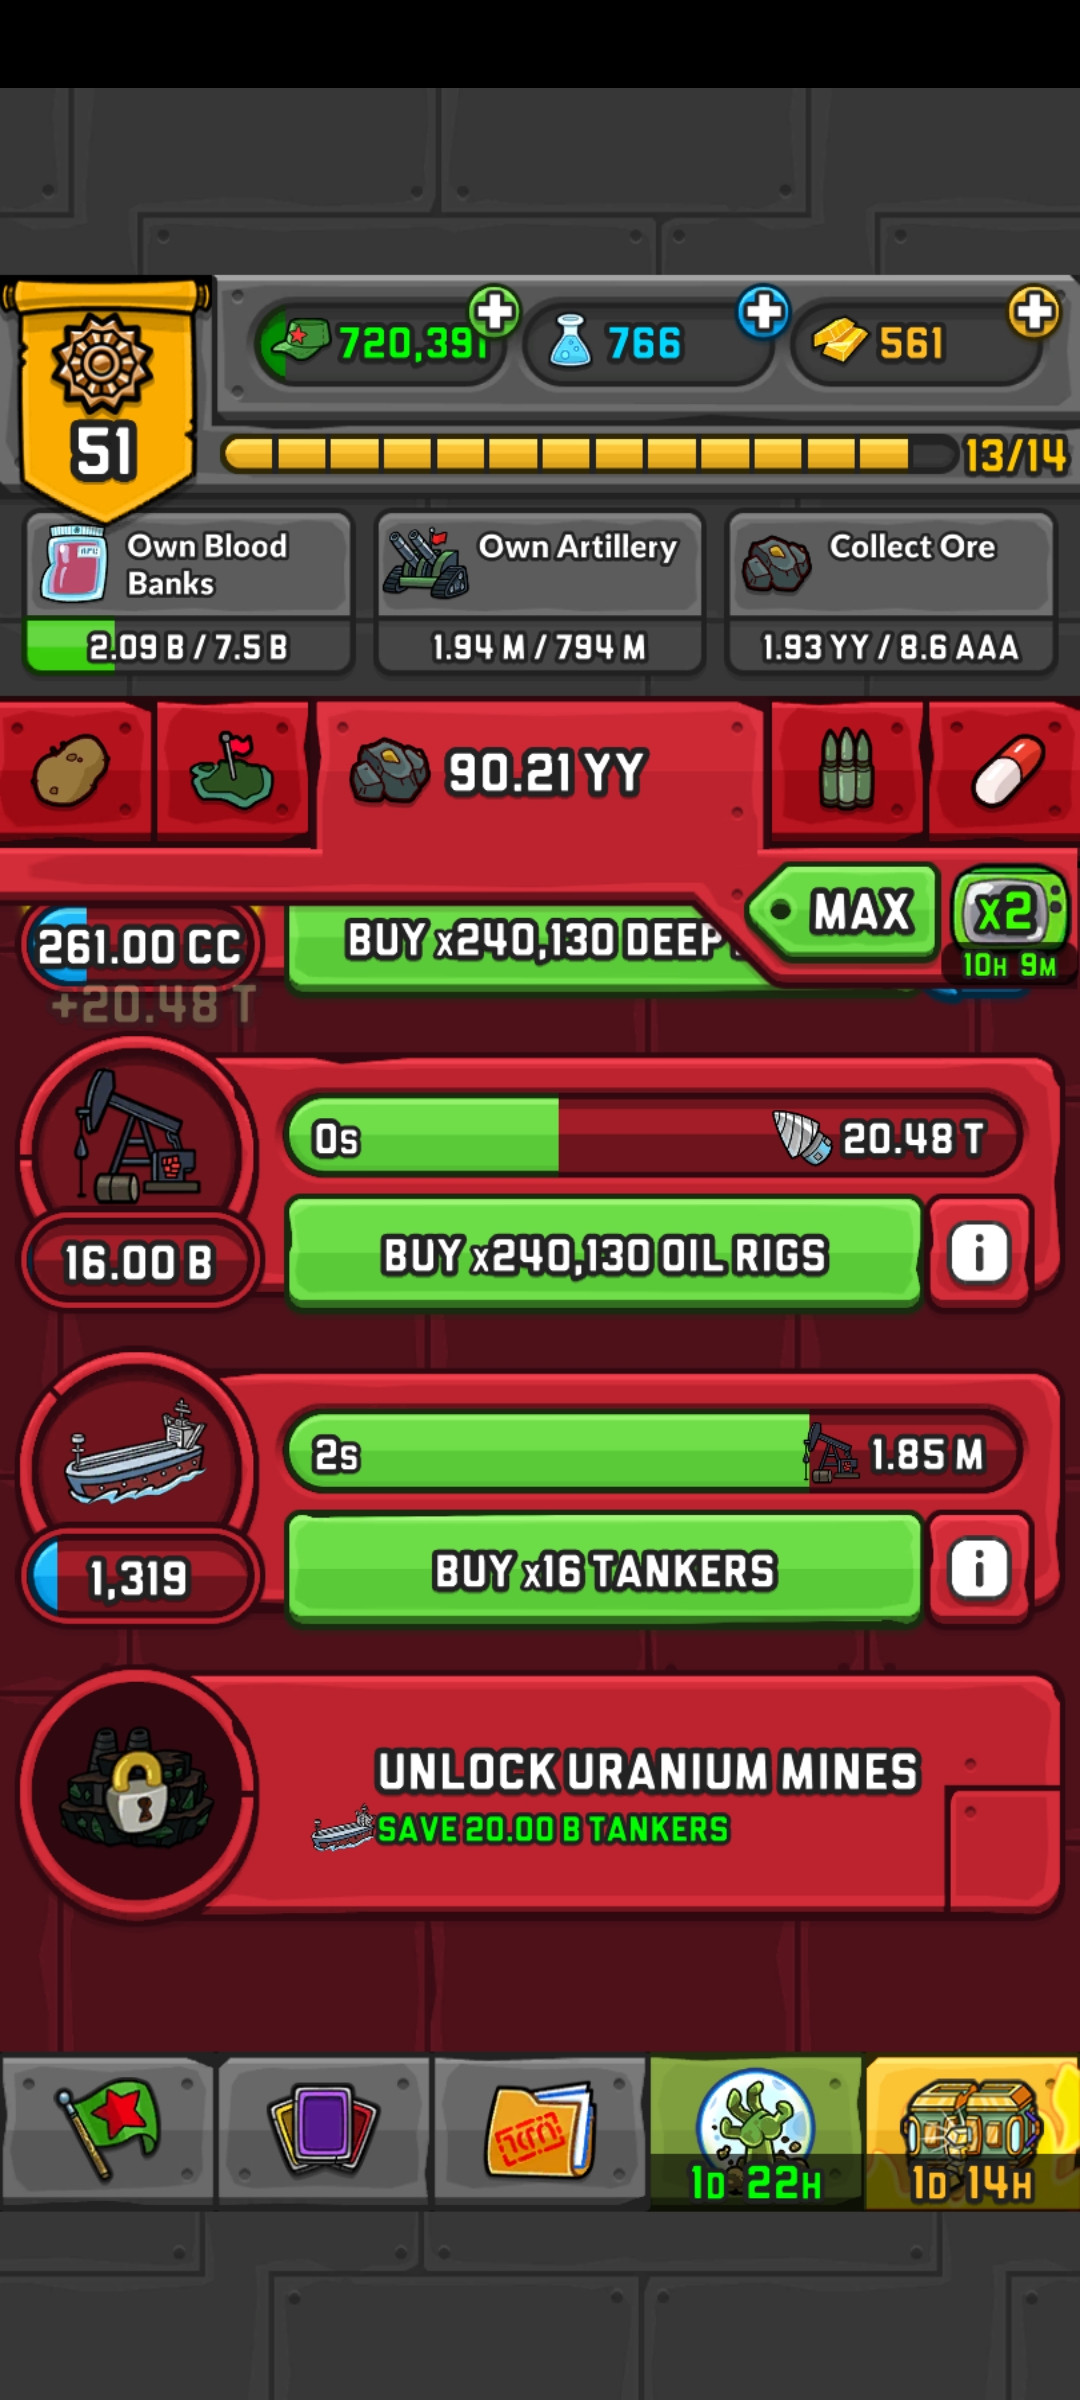 720,391
766
561
51
13/14
Own Blood
Banks
Own Artillery
Collect Ore
2.09 B / 7.5 B
1.94 M / 794 M
1.93 YY / 8.6 AAA
90.21 YY
MAX
x2
10H 9M
261.00 CC
BUY x240,130 DEEP
+20.48 T
0s
20.48 T
16.00 B
BUY x240,130 OIL RIGS
i
2s
1.85 M
1,319
BUY x16 TANKERS
i
UNLOCK URANIUM MINES
SAVE 20.00 B TANKERS
1D 22H
1D 14H